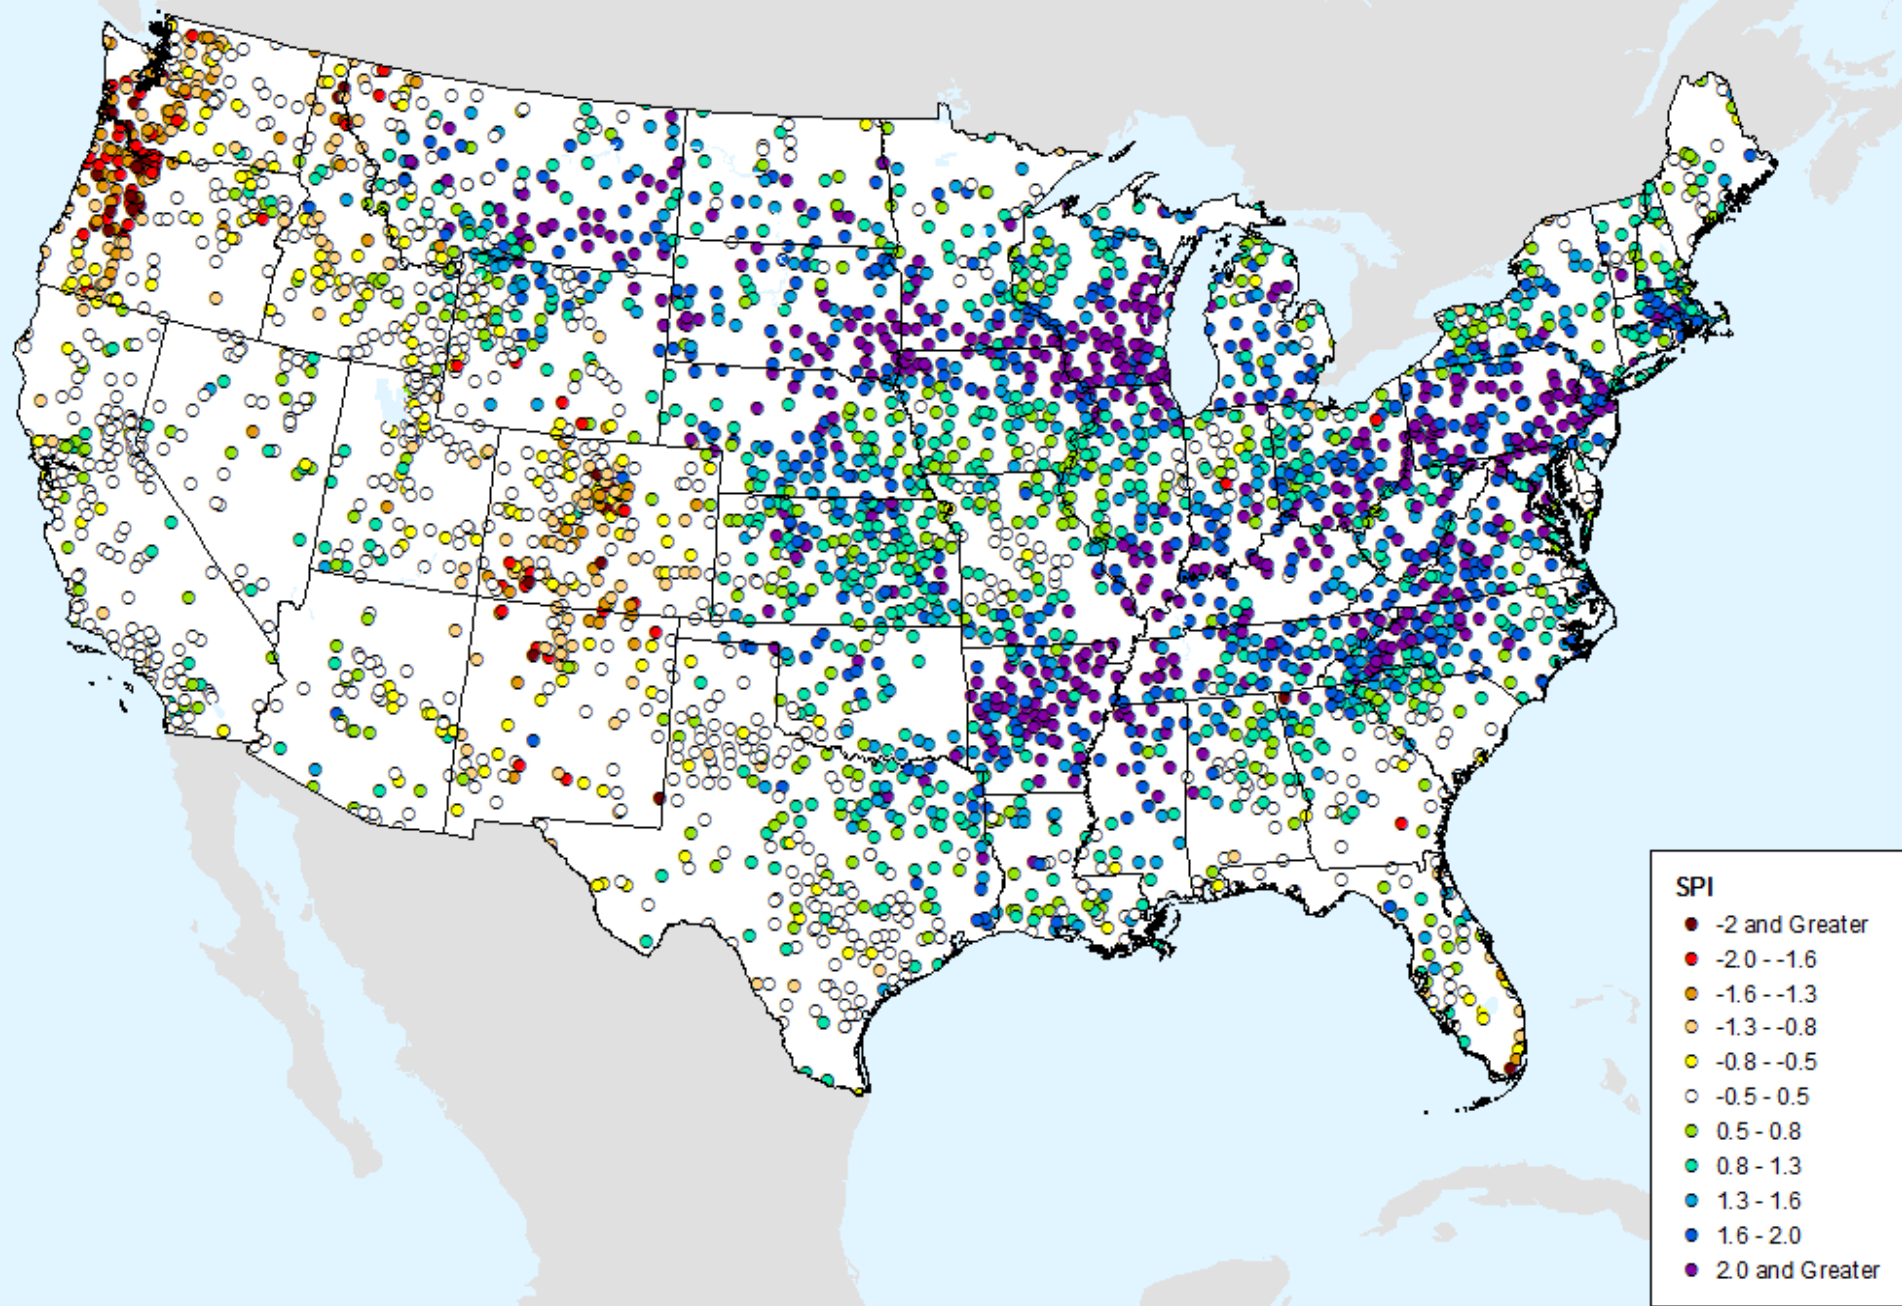 SPI
-2 and Greater
-2.0 - -1.6
-1.6 - -1.3
-1.3 - -0.8
-0.8 - -0.5
-0.5 - 0.5
0.5 - 0.8
0.8 - 1.3
1.3 - 1.6
1.6 - 2.0
2.0 and Greater